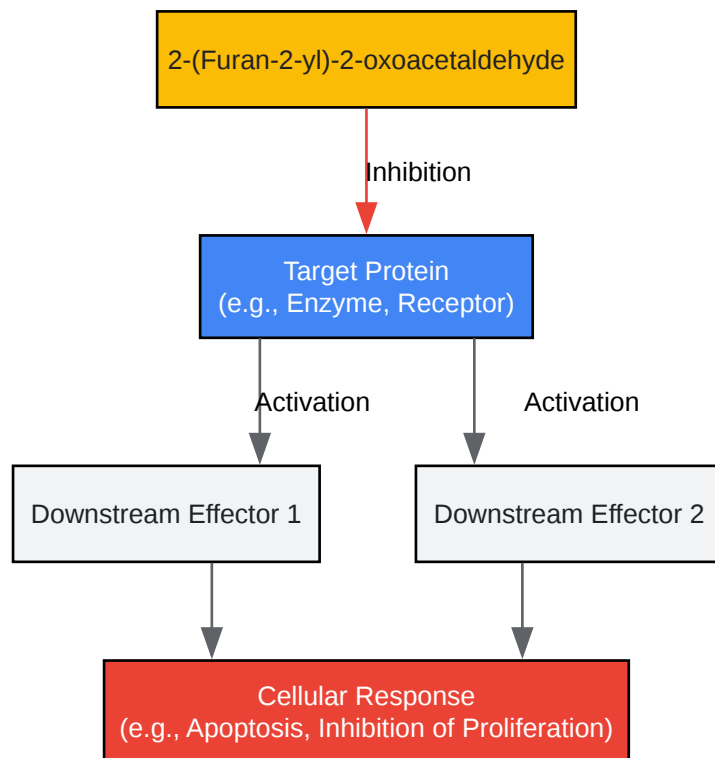 2-(Furan-2-yl)-2-oxoacetaldehyde
Inhibition
Target Protein
(e.g., Enzyme, Receptor)
Activation
Activation
Downstream Effector 1
Downstream Effector 2
Cellular Response
(e.g., Apoptosis, Inhibition of Proliferation)